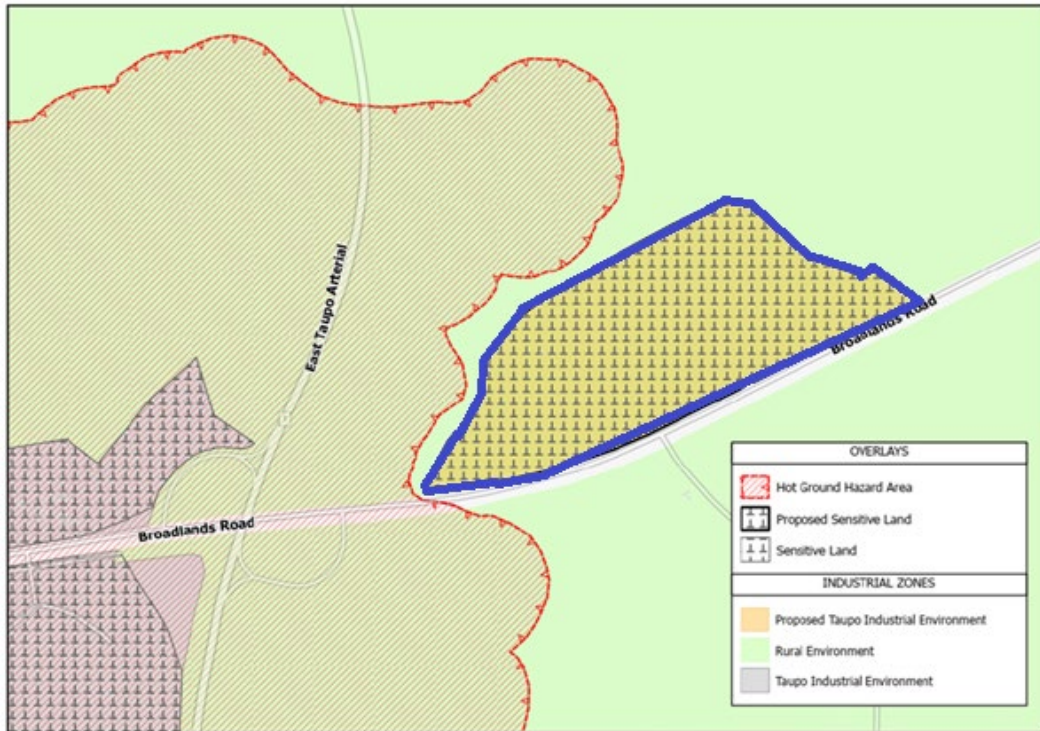 East Taupo Arterial
Broadlands Road
Broadlands Road
OVERLAYS
Hot Ground Hazard Area
Proposed Sensitive Land
Sensitive Land
INDUSTRIAL ZONES
Proposed Taupo Industrial Environment
Rural Environment
Taupo Industrial Environment